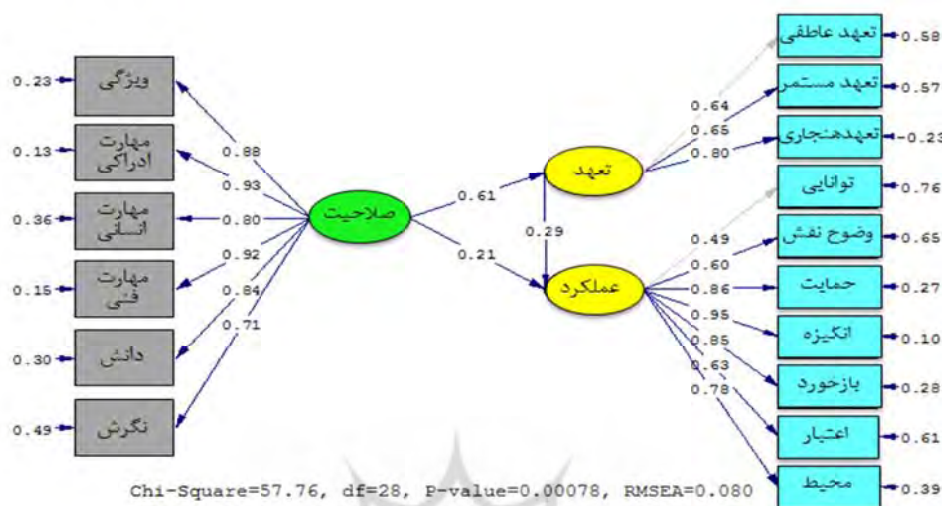 0.23
ویژگی
0.13
مهارت
ادراکی
0.36
مهارت
انسانی
0.15
مهارت
فنی
0.30
دانش
0.49
نگرش
0.88
0.93
0.80
0.92
0.84
0.71
صلاحیت
0.61
0.21
تعهد
0.29
عملکرد
0.64
0.65
0.80
0.49
0.60
0.86
0.95
0.85
0.63
0.78
تعهد عاطفی
0.58
تعهد مستمر
0.57
تعهدهنجاری
-0.23
توانایی
0.76
وضوح نقش
0.65
حمایت
0.27
انگیزه
0.10
بازخورد
0.28
اعتبار
0.61
محیط
0.39
Chi-Square=57.76, df=28, P-value=0.00078, RMSEA=0.080